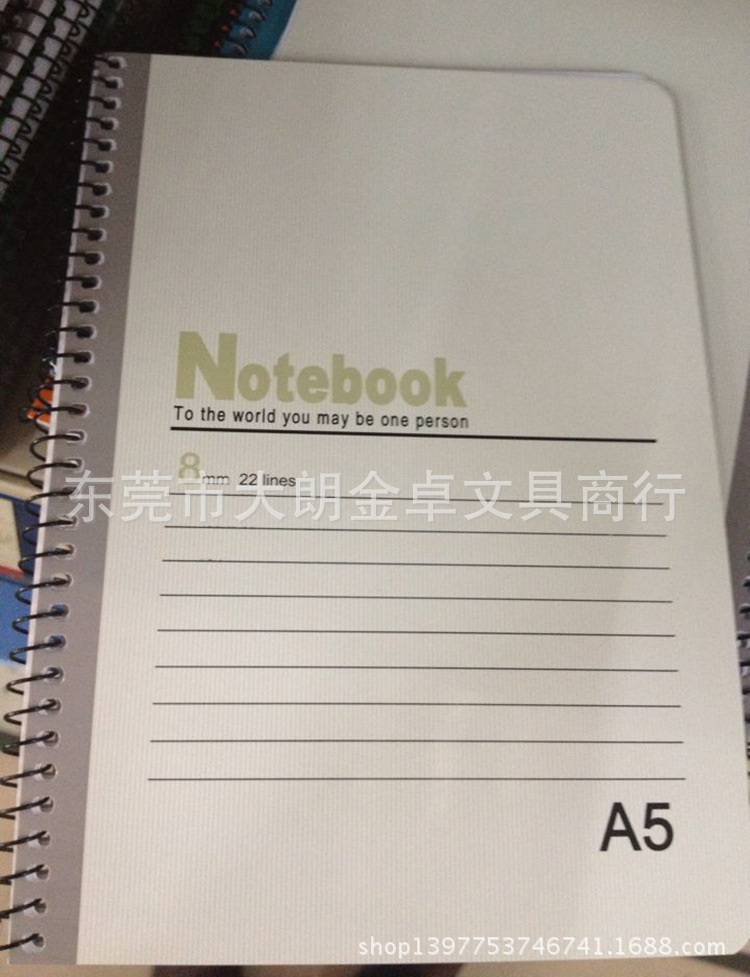 Notebook
To the world you may be one person
8mm 22 lines
东莞市大朗金卓文具商行
A5
shop1397753746741.1688.com